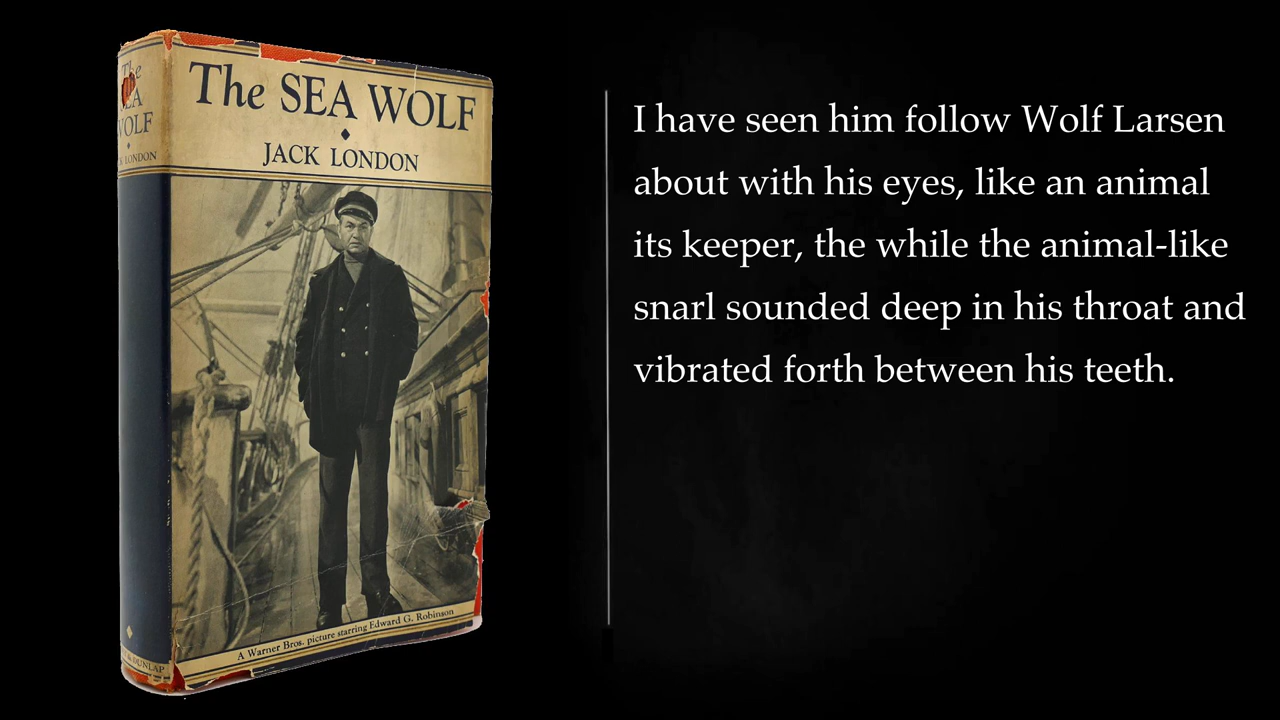 The
SEA
WOLF
LONDON
The SEA WOLF
JACK LONDON
A Warner Bros. picture starring Edward G. Robinson
DUNLAP
I have seen him follow Wolf Larsen
about with his eyes, like an animal
its keeper, the while the animal-like
snarl sounded deep in his throat and
vibrated forth between his teeth.